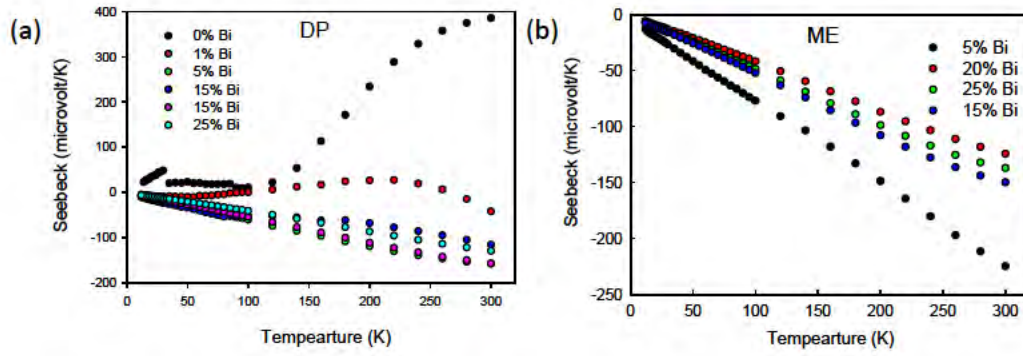 (a)
DP
0% Bi
1% Bi
5% Bi
15% Bi
15% Bi
25% Bi
400
300
200
100
0
-100
-200
Seebeck (microvolt/K)
0 50 100 150 200 250 300
Tempearture (K)
(b)
ME
5% Bi
20% Bi
25% Bi
15% Bi
0
-50
-100
-150
-200
-250
Seebeck (microvolt/K)
0 50 100 150 200 250 300
Tempearture (K)